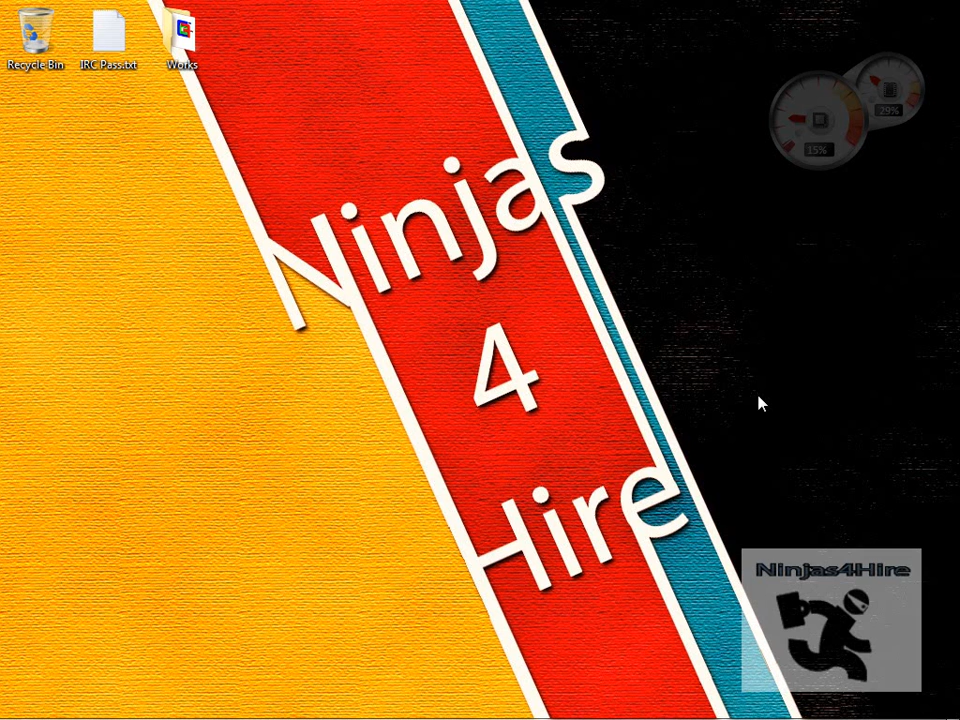 Recycle Bin
IRC Pass.txt
Works
29%
15%
Ninjas
4
Hire
Ninjas4Hire